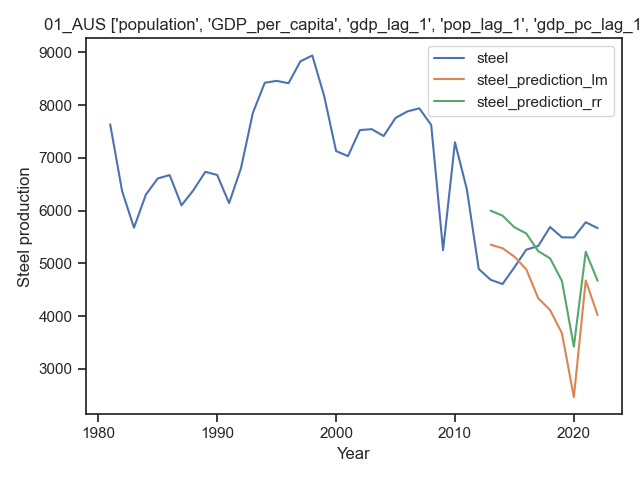 01_AUS ['population', 'GDP_per_capita', 'gdp_lag_1', 'pop_lag_1', 'gdp_pc_lag_1
steel
steel_prediction_lm
steel_prediction_rr
9000
8000
7000
6000
5000
4000
3000
Steel production
1980
1990
2000
2010
2020
Year